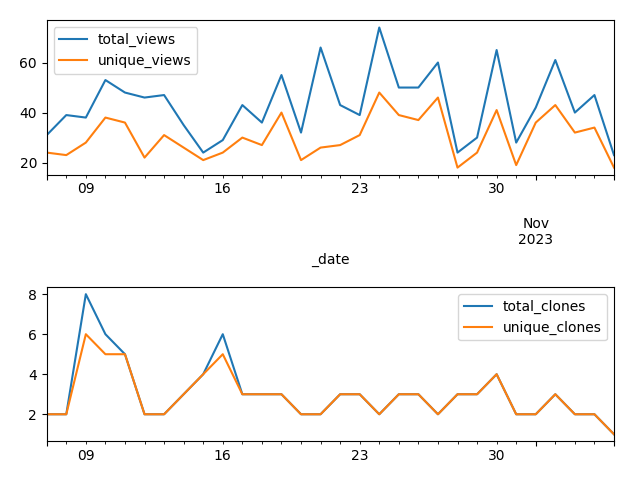 total_views
unique_views
60
40
20
09 16 23 30
Nov
2023
_date
total_clones
unique_clones
8
6
4
2
09 16 23 30